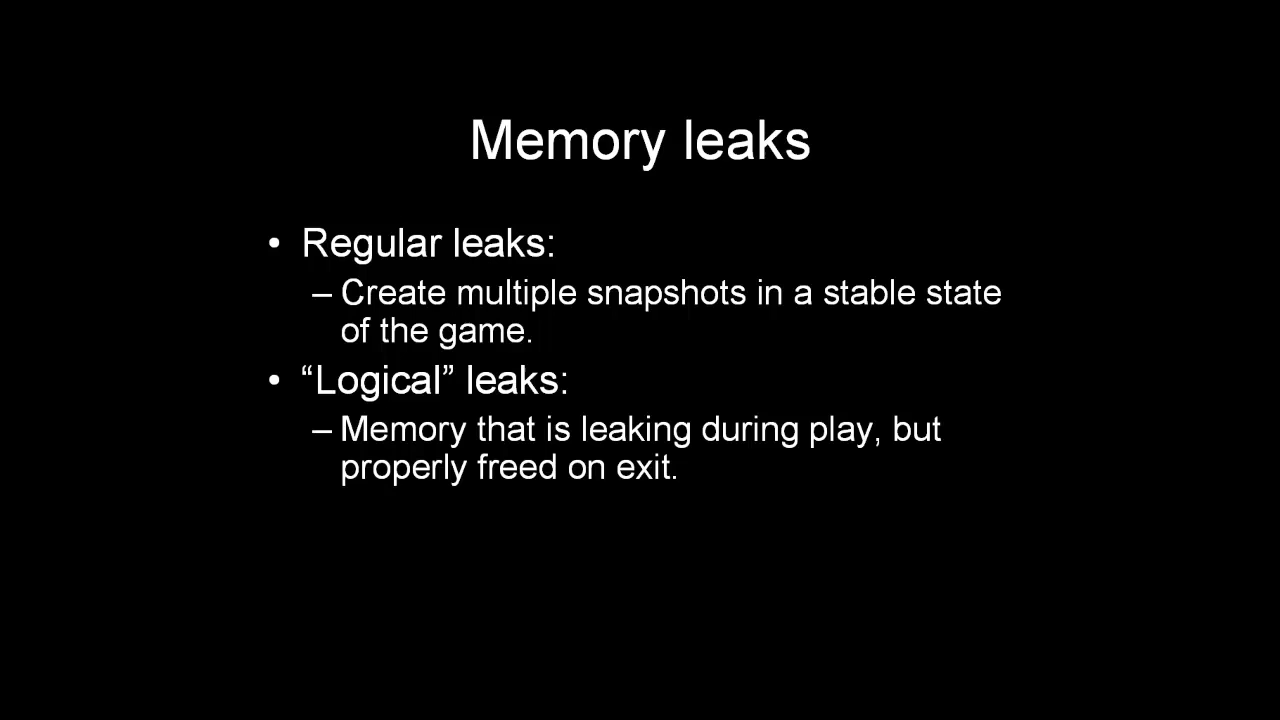 Memory leaks
• Regular leaks:
– Create multiple snapshots in a stable state
of the game.
• “Logical” leaks:
– Memory that is leaking during play, but
properly freed on exit.